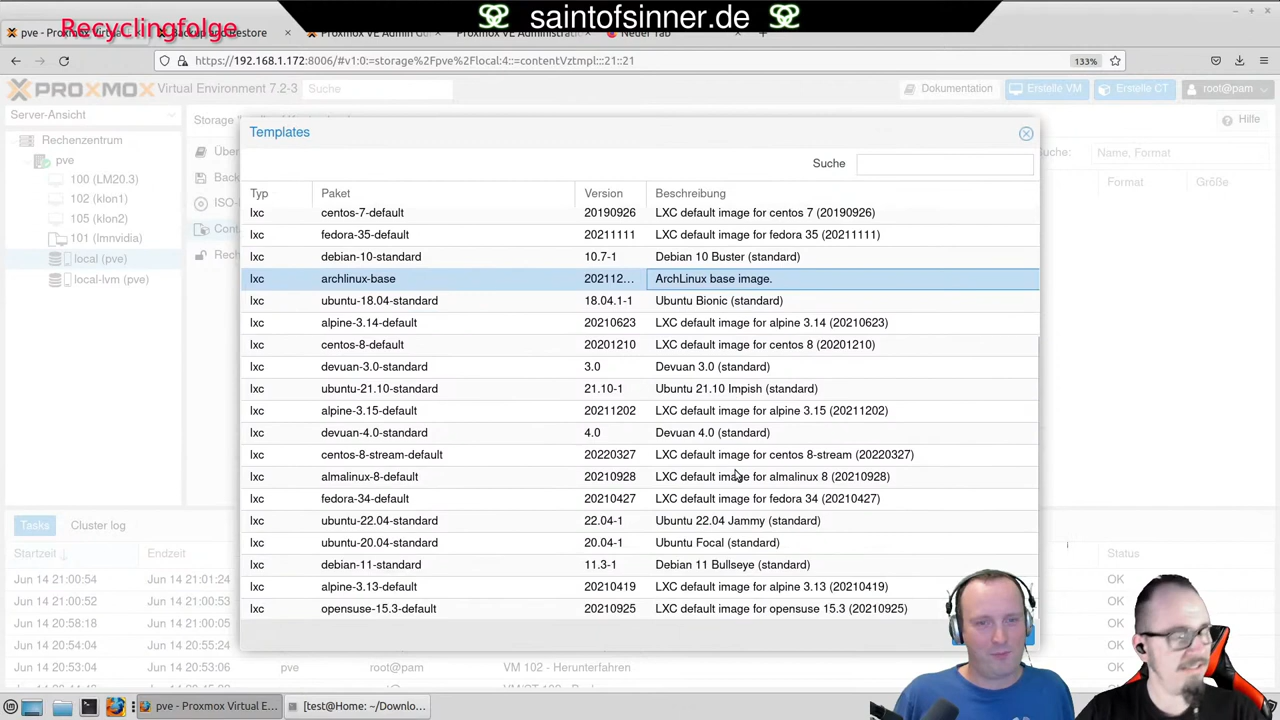 saintofsinner.de
Recyclingfolge
https://192.168.1.172:8006/#v1:0:=storage%2Fpve%2Flocal:4::=contentVztmpl:::21::21
133%
PROXMOX Virtual Environment 7.2-3
Suche
Dokumentation
Erstelle VM
Erstelle CT
root@pam
Server-Ansicht
Hilfe
Rechenzentrum
pve
100 (LM20.3)
102 (klon1)
105 (klon2)
101 (lmnvidia)
local (pve)
local-lvm (pve)
Name, Format
Format
Größe
Templates
Suche
Typ Paket Version Beschreibung
lxc centos-7-default 20190926 LXC default image for centos 7 (20190926)
lxc fedora-35-default 20211111 LXC default image for fedora 35 (20211111)
lxc debian-10-standard 10.7-1 Debian 10 Buster (standard)
lxc archlinux-base 202112... ArchLinux base image.
lxc ubuntu-18.04-standard 18.04.1-1 Ubuntu Bionic (standard)
lxc alpine-3.14-default 20210623 LXC default image for alpine 3.14 (20210623)
lxc centos-8-default 20201210 LXC default image for centos 8 (20201210)
lxc devuan-3.0-standard 3.0 Devuan 3.0 (standard)
lxc ubuntu-21.10-standard 21.10-1 Ubuntu 21.10 Impish (standard)
lxc alpine-3.15-default 20211202 LXC default image for alpine 3.15 (20211202)
lxc devuan-4.0-standard 4.0 Devuan 4.0 (standard)
lxc centos-8-stream-default 20220327 LXC default image for centos 8-stream (20220327)
lxc almalinux-8-default 20210928 LXC default image for almalinux 8 (20210928)
lxc fedora-34-default 20210427 LXC default image for fedora 34 (20210427)
lxc ubuntu-22.04-standard 22.04-1 Ubuntu 22.04 Jammy (standard)
lxc ubuntu-20.04-standard 20.04-1 Ubuntu Focal (standard)
lxc debian-11-standard 11.3-1 Debian 11 Bullseye (standard)
lxc alpine-3.13-default 20210419 LXC default image for alpine 3.13 (20210419)
lxc opensuse-15.3-default 20210925 LXC default image for opensuse 15.3 (20210925)
Tasks Cluster log
Startzeit Endzeit Status
Jun 14 21:00:54 Jun 14 21:01:24 OK
Jun 14 21:00:52 Jun 14 21:00:53 OK
Jun 14 20:58:18 Jun 14 21:00:45 OK
Jun 14 20:54:04 Jun 14 20:55:24 OK
Jun 14 20:53:05 Jun 14 20:53:06 pve root@pam VM 102 - Herunterfahren OK
pve - Proxmox Virtual E...
[test@Home: ~/Downlo...